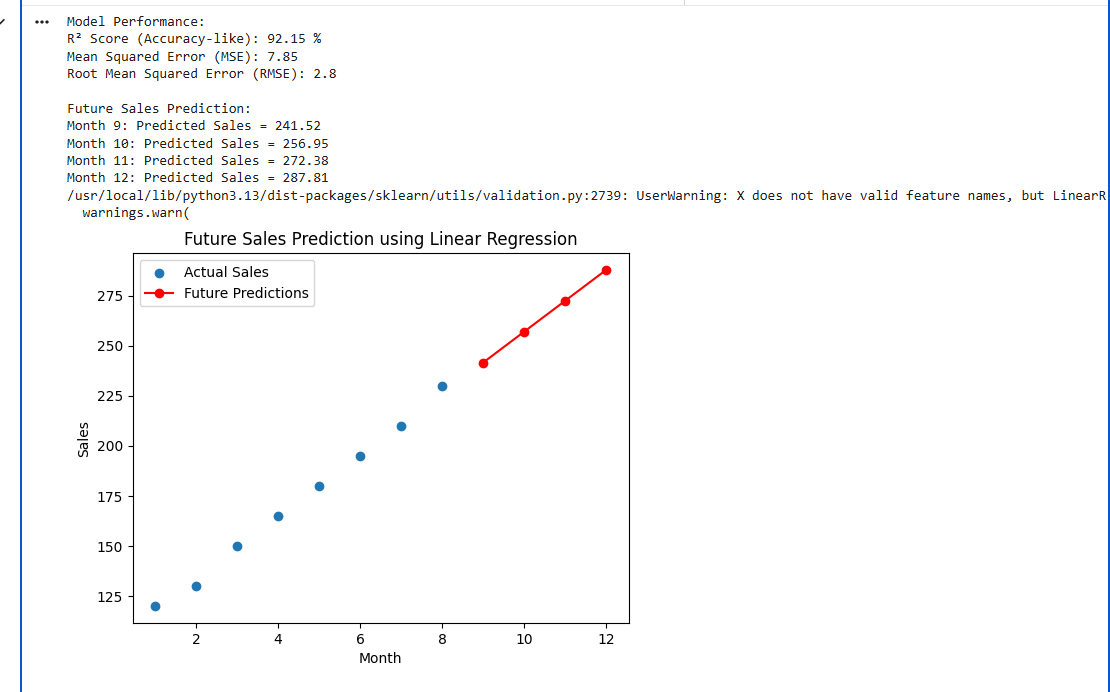 Model Performance:
R² Score (Accuracy-like): 92.15 %
Mean Squared Error (MSE): 7.85
Root Mean Squared Error (RMSE): 2.8
Future Sales Prediction:
Month 9: Predicted Sales = 241.52
Month 10: Predicted Sales = 256.95
Month 11: Predicted Sales = 272.38
Month 12: Predicted Sales = 287.81
/usr/local/lib/python3.13/dist-packages/sklearn/utils/validation.py:2739: UserWarning: X does not have valid feature names, but LinearR
warnings.warn(
Future Sales Prediction using Linear Regression
Actual Sales
Future Predictions
275
250
225
200
175
150
125
Sales
2 4 6 8 10 12
Month